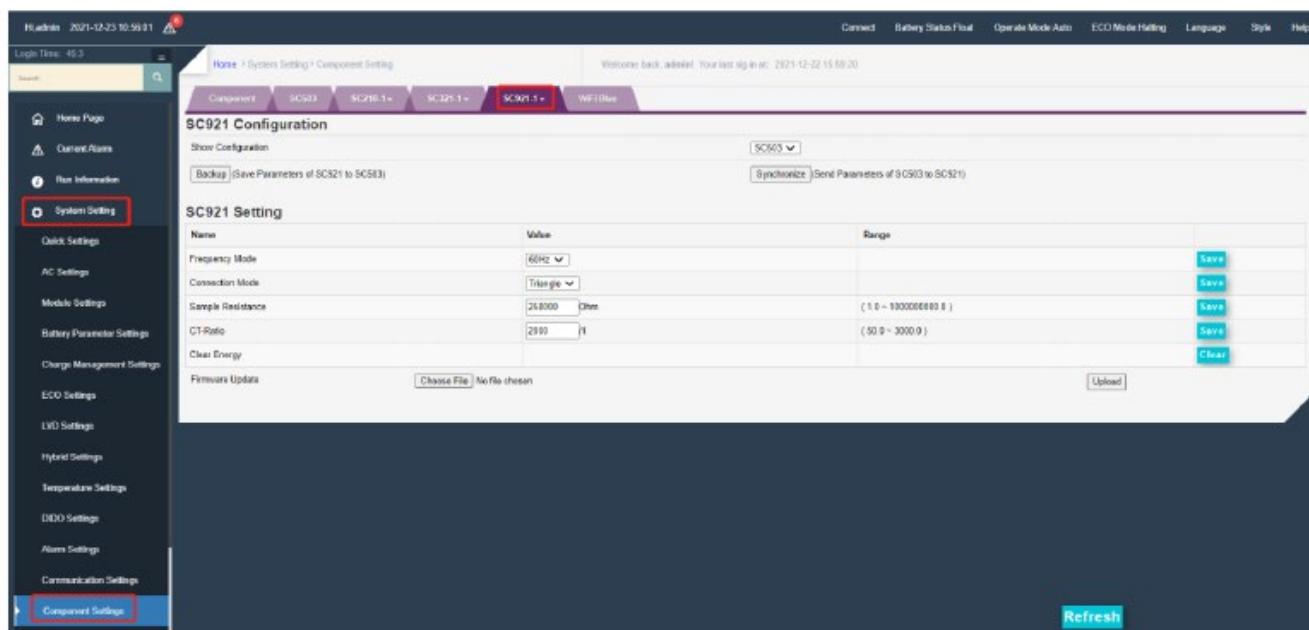 Hi,admin 2021-12-23 10:56:01
Connect Battery Status:Float Operate Mode:Auto ECO Mode:Halting Language Style Help
Login Time: 45:3
Search
Home > System Setting > Component Setting
Welcome back, admin! Your last sig in at: 2021-12-22 15:59:20
Component SC503 SC210.1 SC321.1 SC921.1 WiFi Blue
Home Page
Current Alarm
Run Information
System Setting
Quick Settings
AC Settings
Module Settings
Battery Parameter Settings
Charge Management Settings
ECO Settings
LVD Settings
Hybrid Settings
Temperature Settings
DIDO Settings
Alarm Settings
Communication Settings
Component Settings
SC921 Configuration
Show Configuration SC503
Backup (Save Parameters of SC921 to SC503) Synchronize (Send Parameters of SC503 to SC921)
SC921 Setting
Name Value Range
Frequency Mode 60Hz Save
Connection Mode Triangle Save
Sample Resistance 268000 Ohm ( 1.0 ~ 1000000000.0 ) Save
CT-Ratio 2000 /1 ( 50.0 ~ 3000.0 ) Save
Clear Energy Clear
Firmware Update Choose File No file chosen Upload
Refresh